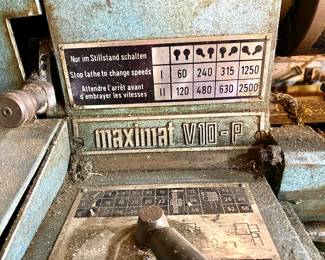 Nur im Stillstand schalten
Stop lathe to change speeds I 60 240 315 1250
Attendre l'arrêt avant d'embrayer les vitesses II 120 480 630 2500
maximat V10-P